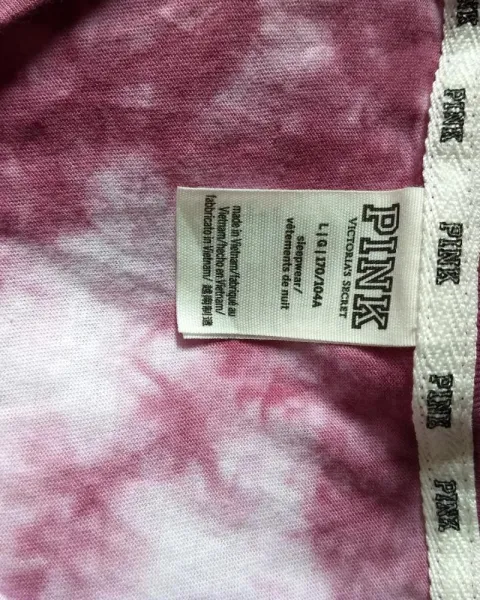 PINK
VICTORIA'S SECRET
L | G | 170/104A
sleepwear/
vêtements de nuit
made in Vietnam/fabriqué au
Vietnam/hecho en Vietnam/
fabbricato in Vietnam/ 越南制造
PINK
PINK
PINK
PINK